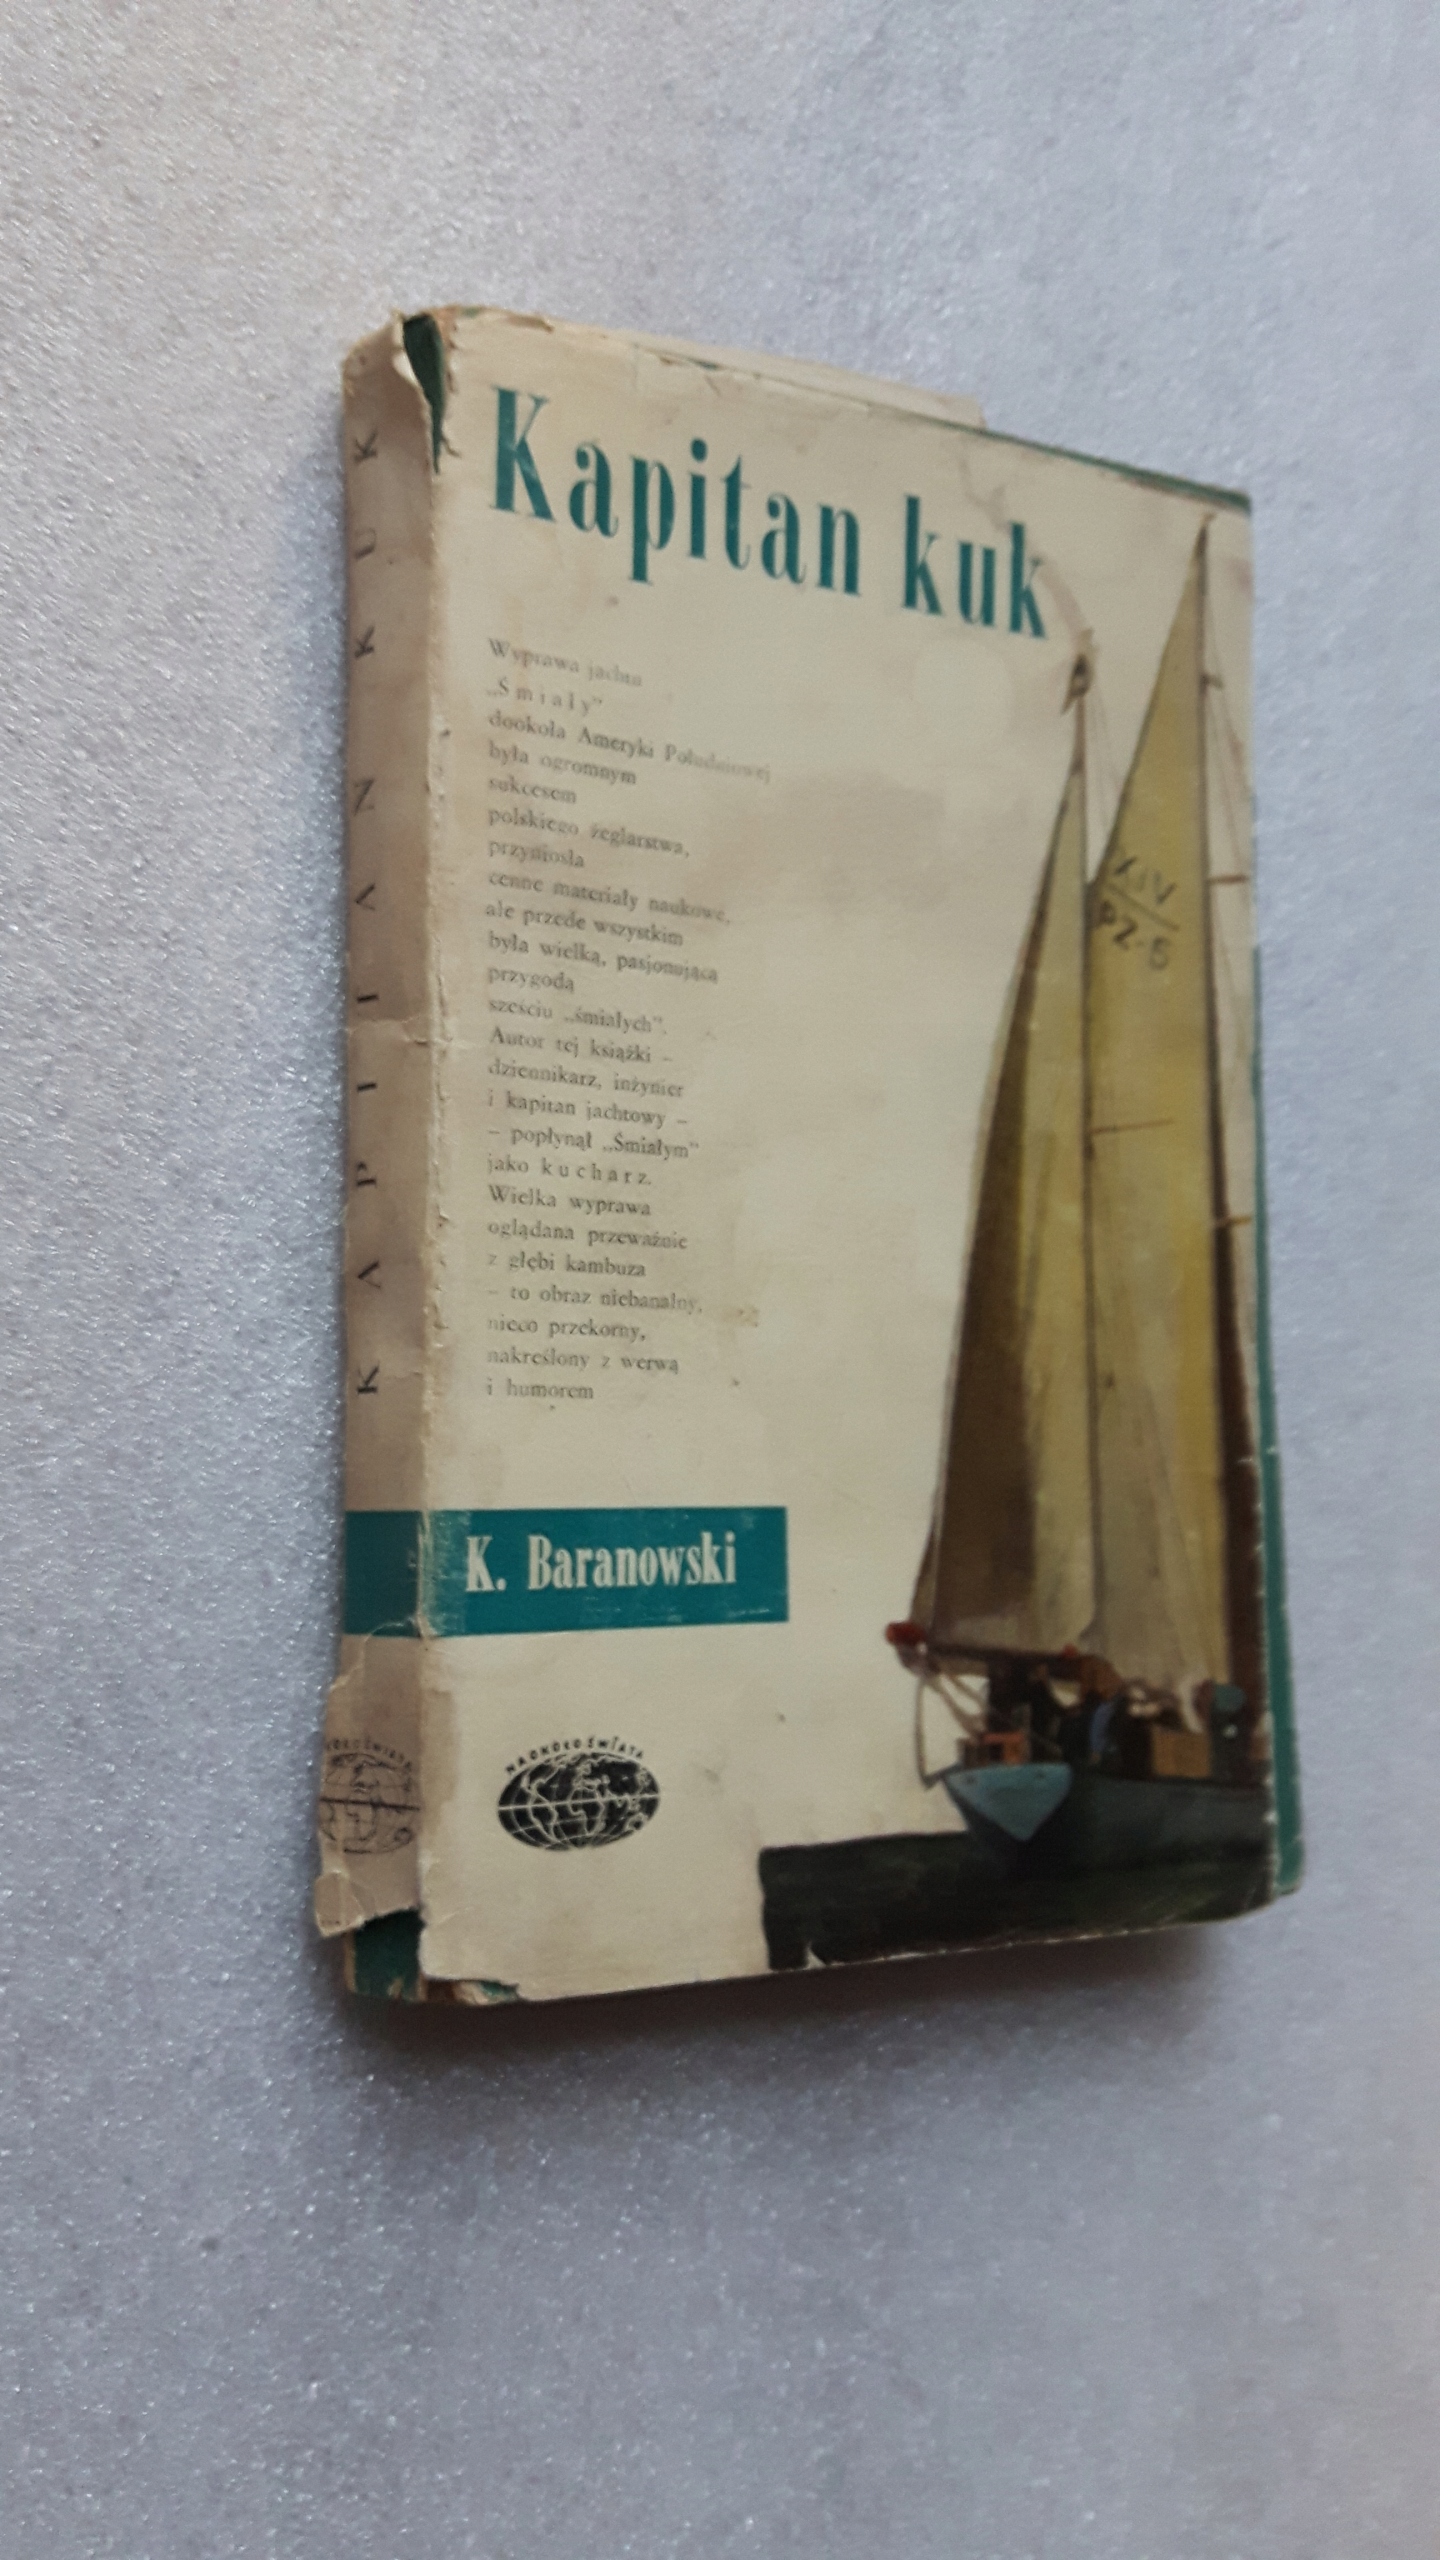 KAPITAN KUK
Kapitan kuk
Wyprawa jachtu
„Śmiały”
dookoła Ameryki Południowej
była ogromnym
sukcesem
polskiego żeglarstwa,
przyniosła
cenne materiały naukowe,
ale przede wszystkim
była wielką, pasjonującą
przygodą
sześciu „śmiałych”.
Autor tej książki –
dziennikarz, inżynier
i kapitan jachtowy –
– popłynął „Śmiałym”
jako kucharz.
Wielka wyprawa
oglądana przeważnie
z głębi kambuza
– to obraz niebanalny,
nieco przekorny,
nakreślony z werwą
i humorem
XIV
PZ-5
K. Baranowski
NAOKOŁO ŚWIATA
NAOKOŁO ŚWIATA